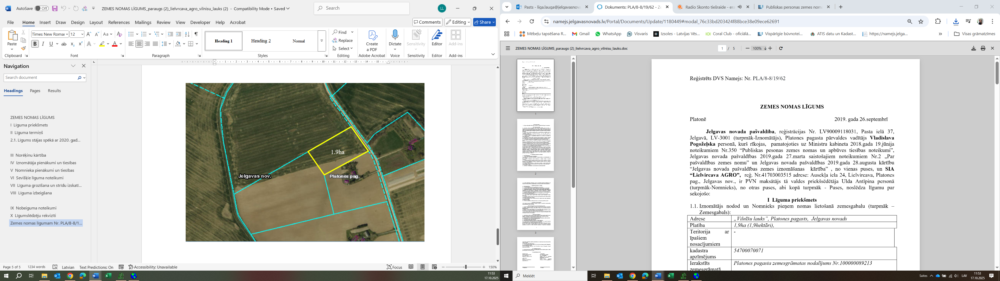 AutoSave Off ZEMES NOMAS LĪGUMS_paraugs (2)_lielvrcava_agro_vilnisu_lauks (2) - Compatibility Mode • Saved Search LL
File Home Insert Draw Design Layout References Mailings Review View Developer Help Acrobat Comments Editing Share
Paste Times New Roman 12 Heading 1 Heading 2 Normal Find Replace Select Create a PDF Dictate Sensitivity Editor Add-ins
Clipboard Font Paragraph Styles Editing Adobe Acrobat Voice Sensitivity Editor Add-ins
Navigation
Search document
Headings Pages Results
ZEMES NOMAS LĪGUMS
I Līguma priekšmets
II Līguma termiņš
2.1. Līgums stājas spēkā ar 2020. gad...
III Norēķinu kārtība
IV Iznomātāja pienākumi un tiesības
V Nomnieka pienākumi un tiesības
VI Sevišķie līguma noteikumi
VII Līguma grozīšana un strīdu izskatī...
VIII Līguma izbeigšana
IX Nobeiguma noteikumi
X Līgumslēdzēju rekvizīti
Zemes nomas līgumam Nr. PLA/8-8/1...
1.9ha
Jelgavas nov.
Platones pag.
Page 5 of 5 1234 words Latvian Text Predictions: On Accessibility: Unavailable Focus 150%
11:53
17.10.2025
Pasts - liga.lauga@jelgavasnova Dokuments: PLA/8-8/19/62 - Ze Radio Skonto tiešraide - era Publiskas personas zemes nom
namejs.jelgavasnovads.lv/Portal/Documents/Update/1180449#modal_76c33bd203424f88bce38e09ece62691
Mēbeļu tapsēšana R... Gmail WhatsApp Visvaris Izsoles - Latvijas Vēs... Coral Club - oficiālā... Vispārīgie būvnotei... ATIS datu un Kadast... https://namejs.jelga... Visas grāmatzīmes
ZEMES NOMAS LĪGUMS_paraugs (2)_lielvrcava_agro_vilnisu_lauks.doc 1 / 5 100%
1
2
3
Reģistrēts DVS Namejs: Nr. PLA/8-8/19/62
ZEMES NOMAS LĪGUMS
Platonē 2019. gada 26.septembrī
Jelgavas novada pašvaldība, reģistrācijas Nr. LV90009118031, Pasta ielā 37,
Jelgavā, LV-3001 (turpmāk-Iznomātājs), Platones pagasta pārvaldes vadītājs Vladislava
Pogožeļska personā, kurš rīkojas, pamatojoties uz Ministru kabineta 2018.gada 19.jūnija
noteikumiem Nr.350 “Publiskas pesonas zemes nomas un apbūves tiesības noteikumi”,
Jelgavas novada pašvaldības 2019.gada 27.marta saistošajiem noteikumiem Nr.2 „Par
pašvaldības zemes nomu” un Jelgavas novada pašvaldības 2019.gada 28.augusta kārtību
“Jelgavas novada pašvaldības zemes iznomāšanas kārtība” , no vienas puses, un SIA
“Lielvircava AGRO”, reģ. Nr.41703003515 adrese: Ausekļa iela 24, Lielvircava, Platones
pag., Jelgavas nov., ir PVN maksātājs tā valdes priekšsēdētāja Ulda Antīpina personā
(turpmāk-Nomnieks), no otras puses, abi kopā turpmāk - Puses, noslēdza līgumu par
sekojošo:
I Līguma priekšmets
1.1. Iznomātājs nodod un Nomnieks pieņem nomas lietošanā zemesgabalu (turpmāk –
Zemesgabals):
Adrese „Vilnīšu lauks”, Platones pagasts, Jelgavas novads
Platība 1,9ha (1,9hektāri),
Teritorija ar -
īpašiem
nosacījumiem
kadastra 54700070071
apzīmējums
Ierakstīts Platones pagasta zemesgrāmatas nodalījums Nr.100000089213
zemesgrāmatā
Meklēt Saites LAV 11:53
17.10.2025